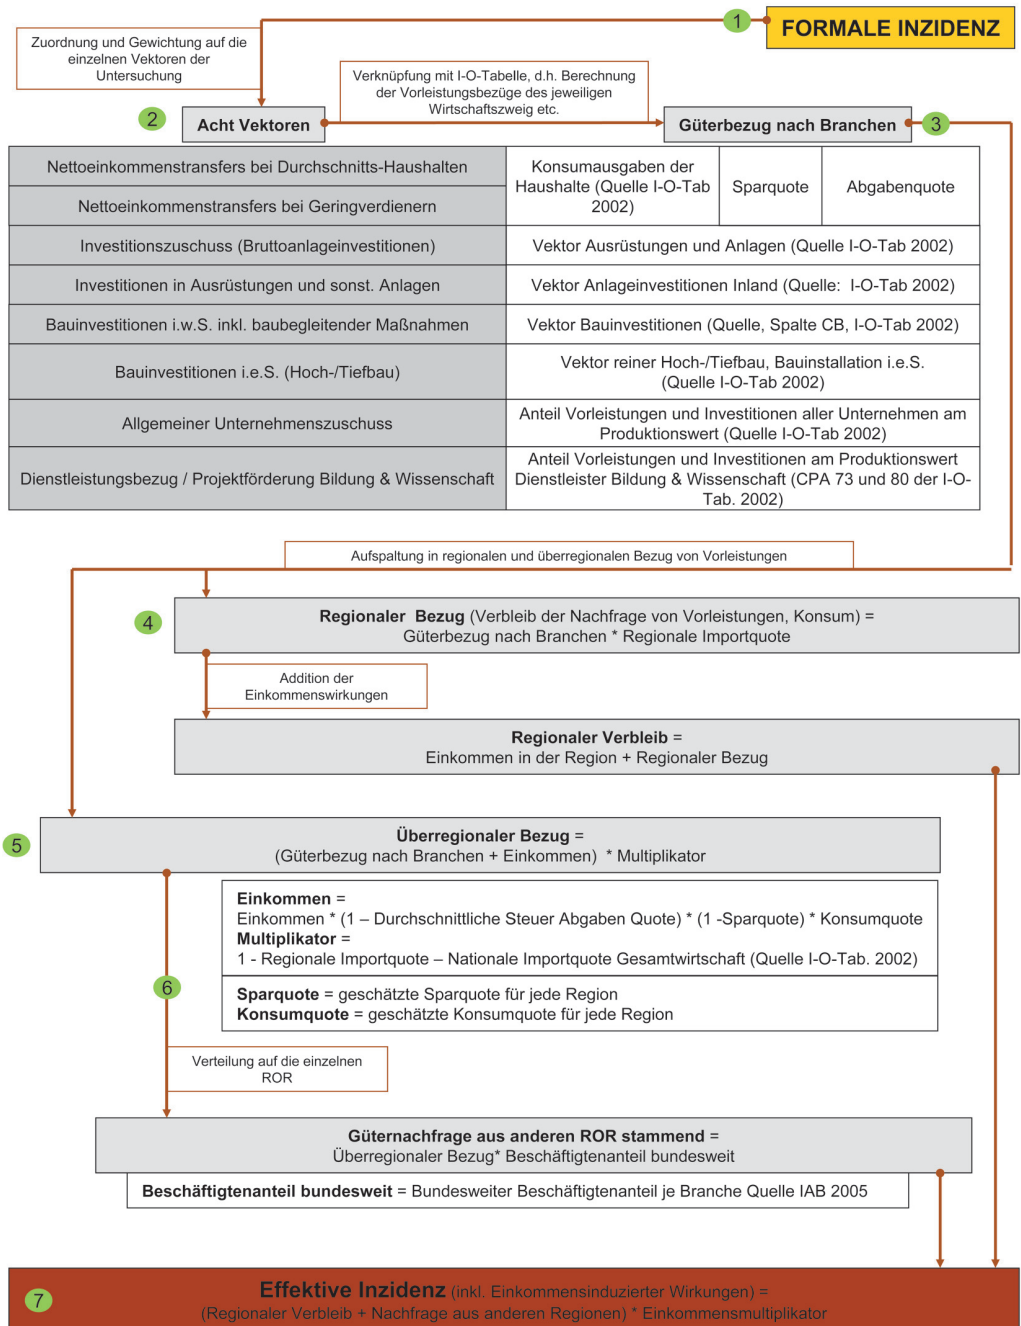 1
FORMALE INZIDENZ
Zuordnung und Gewichtung auf die
einzelnen Vektoren der
Untersuchung
Verknüpfung mit I-O-Tabelle, d.h. Berechnung
der Vorleistungsbezüge des jeweiligen
Wirtschaftszweig etc.
2
Acht Vektoren
Güterbezug nach Branchen
3
Nettoeinkommenstransfers bei Durchschnitts-Haushalten
Nettoeinkommenstransfers bei Geringverdienern
Konsumausgaben der
Haushalte (Quelle I-O-Tab
2002)
Sparquote
Abgabenquote
Investitionszuschuss (Bruttoanlageinvestitionen)
Vektor Ausrüstungen und Anlagen (Quelle I-O-Tab 2002)
Investitionen in Ausrüstungen und sonst. Anlagen
Vektor Anlageinvestitionen Inland (Quelle: I-O-Tab 2002)
Bauinvestitionen i.w.S. inkl. baubegleitender Maßnahmen
Vektor Bauinvestitionen (Quelle, Spalte CB, I-O-Tab 2002)
Bauinvestitionen i.e.S. (Hoch-/Tiefbau)
Vektor reiner Hoch-/Tiefbau, Bauinstallation i.e.S.
(Quelle I-O-Tab 2002)
Allgemeiner Unternehmenszuschuss
Anteil Vorleistungen und Investitionen aller Unternehmen am
Produktionswert (Quelle I-O-Tab 2002)
Dienstleistungsbezug / Projektförderung Bildung & Wissenschaft
Anteil Vorleistungen und Investitionen am Produktionswert
Dienstleister Bildung & Wissenschaft (CPA 73 und 80 der I-O-
Tab. 2002)
Aufspaltung in regionalen und überregionalen Bezug von Vorleistungen
4
Regionaler Bezug (Verbleib der Nachfrage von Vorleistungen, Konsum) =
Güterbezug nach Branchen * Regionale Importquote
Addition der
Einkommenswirkungen
Regionaler Verbleib =
Einkommen in der Region + Regionaler Bezug
5
Überregionaler Bezug =
(Güterbezug nach Branchen + Einkommen) * Multiplikator
Einkommen =
Einkommen * (1 – Durchschnittliche Steuer Abgaben Quote) * (1 -Sparquote) * Konsumquote
Multiplikator =
1 - Regionale Importquote – Nationale Importquote Gesamtwirtschaft (Quelle I-O-Tab. 2002)
6
Sparquote = geschätzte Sparquote für jede Region
Konsumquote = geschätzte Konsumquote für jede Region
Verteilung auf die einzelnen
ROR
Güternachfrage aus anderen ROR stammend =
Überregionaler Bezug* Beschäftigtenanteil bundesweit
Beschäftigtenanteil bundesweit = Bundesweiter Beschäftigtenanteil je Branche Quelle IAB 2005
7
Effektive Inzidenz (inkl. Einkommensinduzierter Wirkungen) =
(Regionaler Verbleib + Nachfrage aus anderen Regionen) * Einkommensmultiplikator